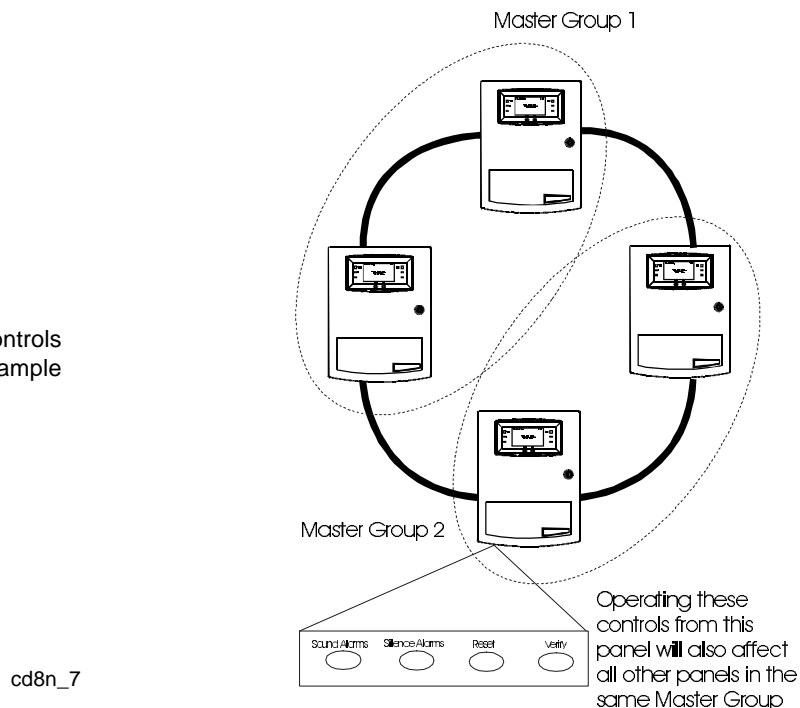 Master Group 1
ontrols
ample
Master Group 2
Sound Alarms Silence Alarms Reset Verify
Operating these
controls from this
panel will also affect
all other panels in the
same Master Group
cd8n_7